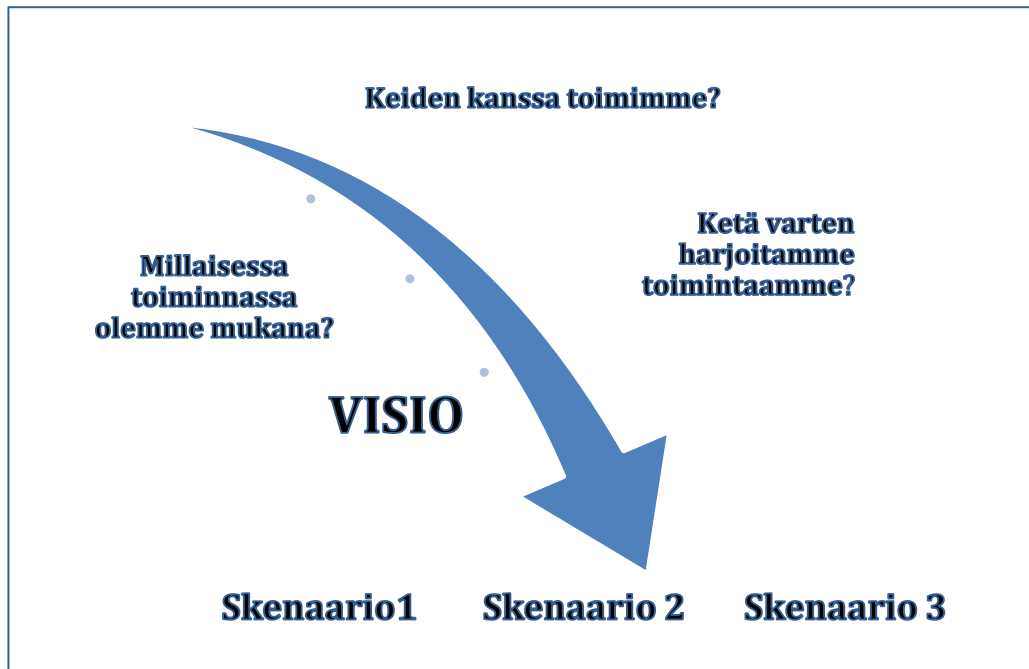 Keiden kanssa toimimme?
Ketä varten
harjoitamme
toimintaamme?
Millaisessa
toiminnassa
olemme mukana?
VISIO
Skenaario1 Skenaario 2 Skenaario 3